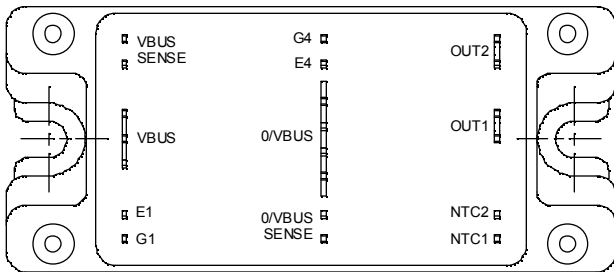 VBUS
SENSE
G4
E4
OUT2
VBUS
0/VBUS
OUT1
E1
G1
0/VBUS
SENSE
NTC2
NTC1